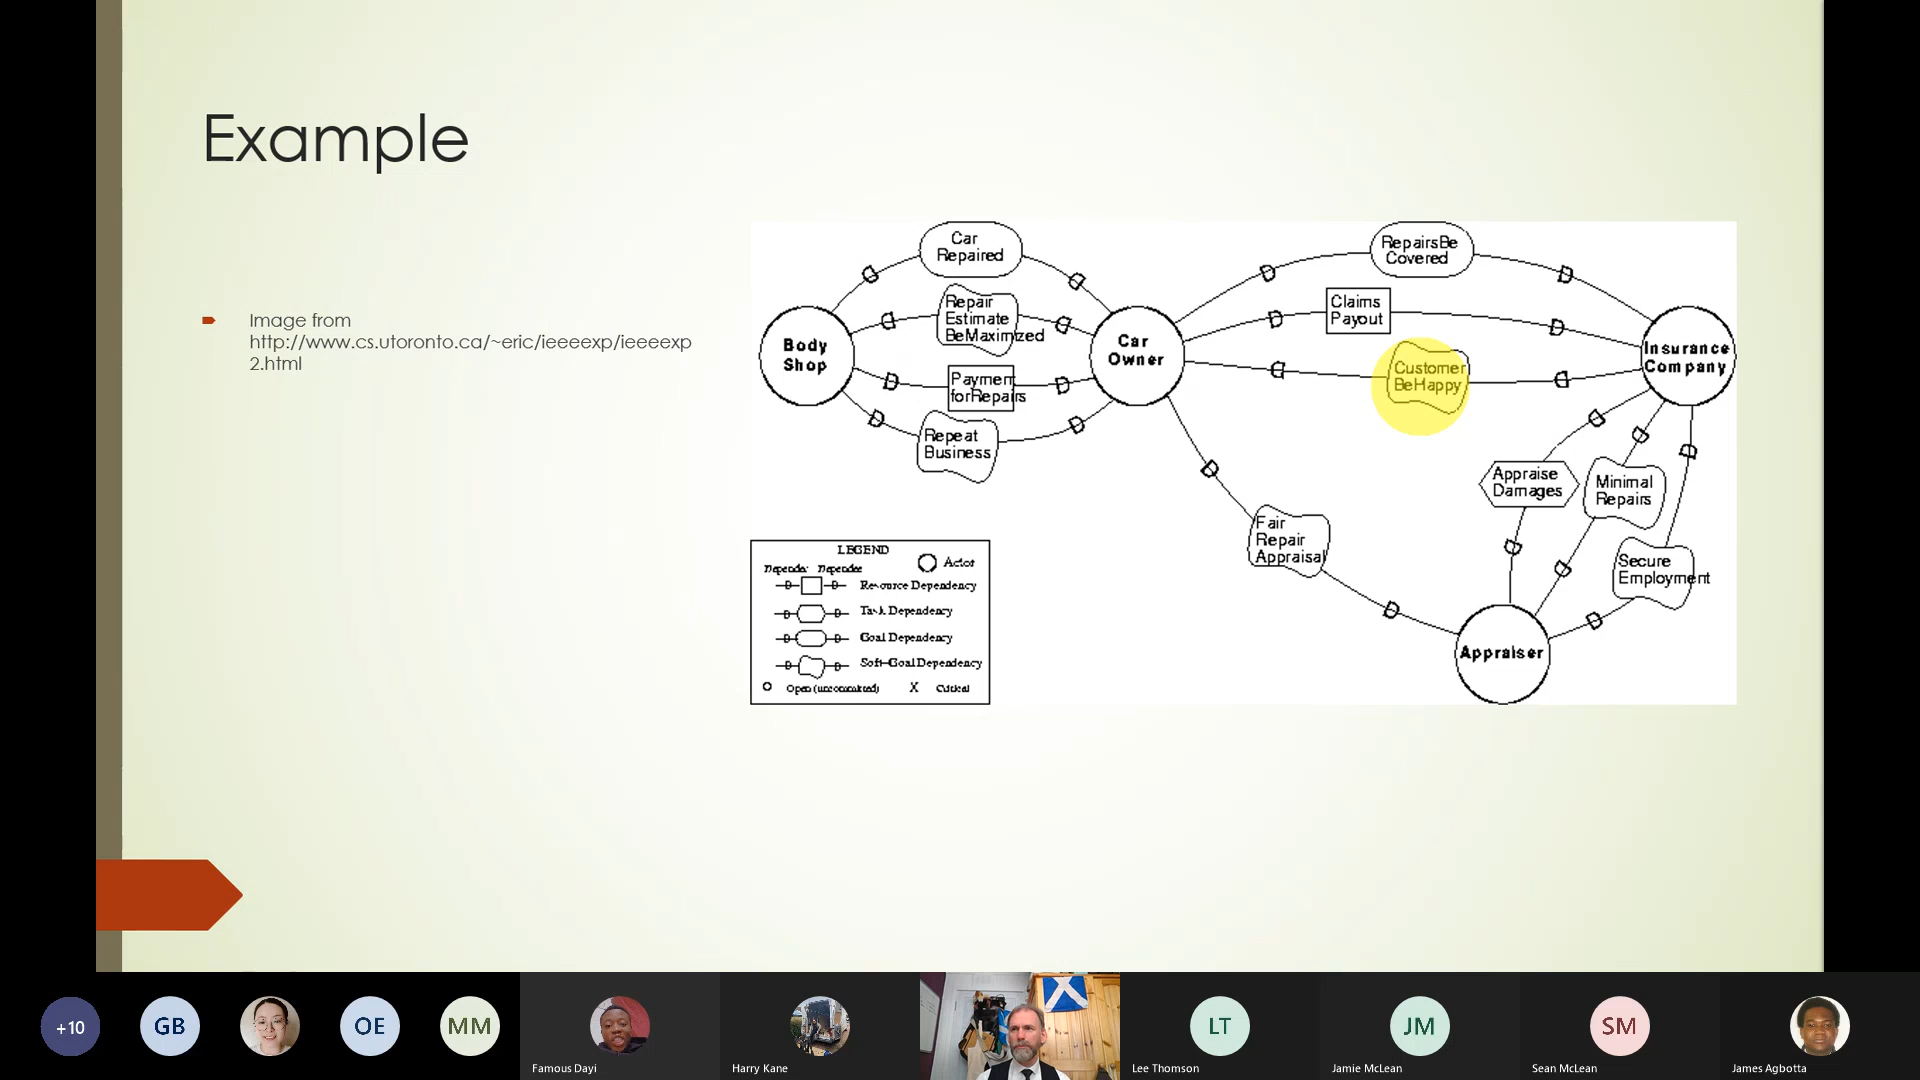 Example
Image from
http://www.cs.utoronto.ca/~eric/ieeeexp/ieeeexp
2.html
Car
Repaired
Repair
Estimate
BeMaximized
Payment
forRepairs
Repeat
Business
Body
Shop
Car
Owner
RepairsBe
Covered
Claims
Payout
Customer
BeHappy
Insurance
Company
Appraise
Damages
Minimal
Repairs
Secure
Employment
Fair
Repair
Appraisal
Appraiser
LEGEND
Actor
Depender Dependee
Resource Dependency
Task Dependency
Goal Dependency
Soft-Goal Dependency
O Open (uncommitted) X Critical
+10
GB
OE
MM
Famous Dayi
Harry Kane
LT
Lee Thomson
JM
Jamie McLean
SM
Sean McLean
James Agbotta